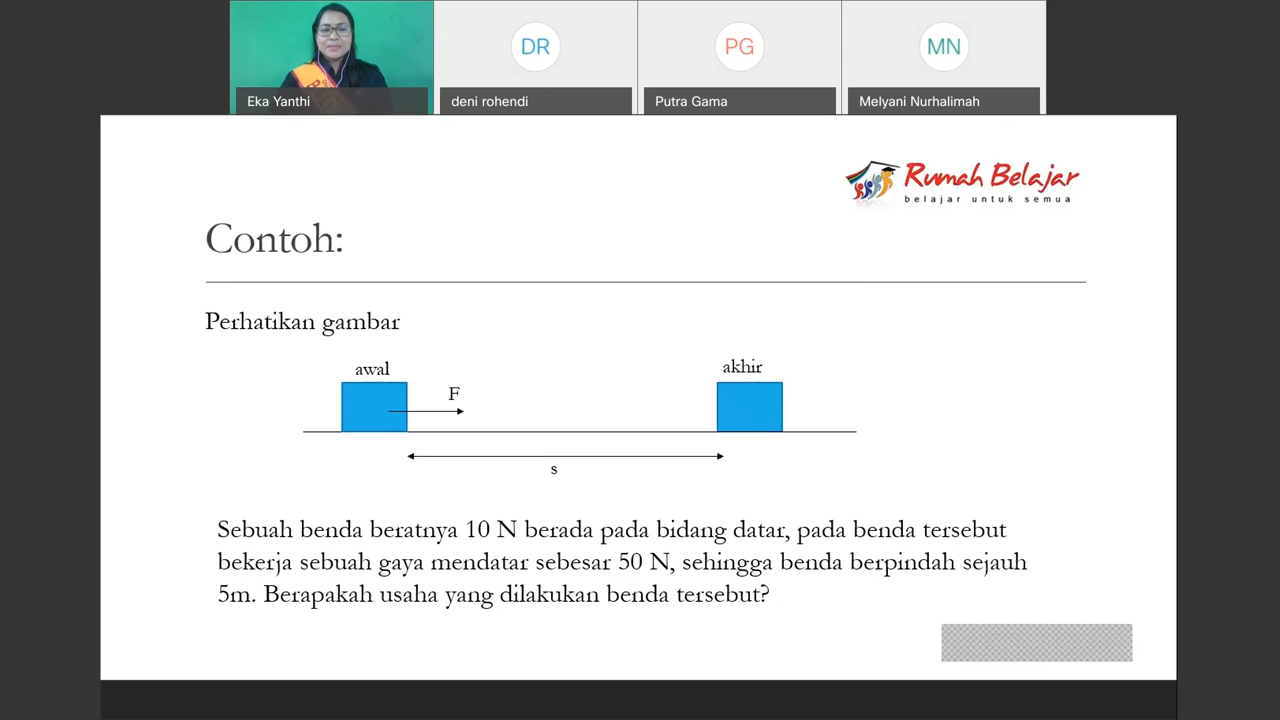 DR
PG
MN
Eka Yanthi
deni rohendi
Putra Gama
Melyani Nurhalimah
Rumah Belajar
belajar untuk semua
Contoh:
Perhatikan gambar
awal
akhir
F
s
Sebuah benda beratnya 10 N berada pada bidang datar, pada benda tersebut
bekerja sebuah gaya mendatar sebesar 50 N, sehingga benda berpindah sejauh
5m. Berapakah usaha yang dilakukan benda tersebut?